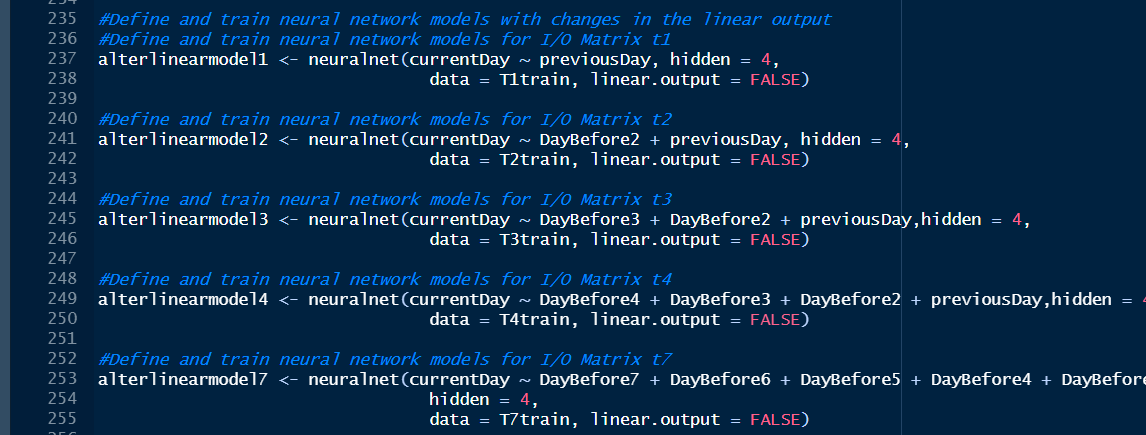 235 #Define and train neural network models with changes in the linear output
236 #Define and train neural network models for I/O Matrix t1
237 alterlinearmodel1 <- neuralnet(currentDay ~ previousDay, hidden = 4,
238 data = T1train, linear.output = FALSE)
239
240 #Define and train neural network models for I/O Matrix t2
241 alterlinearmodel2 <- neuralnet(currentDay ~ DayBefore2 + previousDay, hidden = 4,
242 data = T2train, linear.output = FALSE)
243
244 #Define and train neural network models for I/O Matrix t3
245 alterlinearmodel3 <- neuralnet(currentDay ~ DayBefore3 + DayBefore2 + previousDay,hidden = 4,
246 data = T3train, linear.output = FALSE)
247
248 #Define and train neural network models for I/O Matrix t4
249 alterlinearmodel4 <- neuralnet(currentDay ~ DayBefore4 + DayBefore3 + DayBefore2 + previousDay,hidden =
250 data = T4train, linear.output = FALSE)
251
252 #Define and train neural network models for I/O Matrix t7
253 alterlinearmodel7 <- neuralnet(currentDay ~ DayBefore7 + DayBefore6 + DayBefore5 + DayBefore4 + DayBefore
254 hidden = 4,
255 data = T7train, linear.output = FALSE)